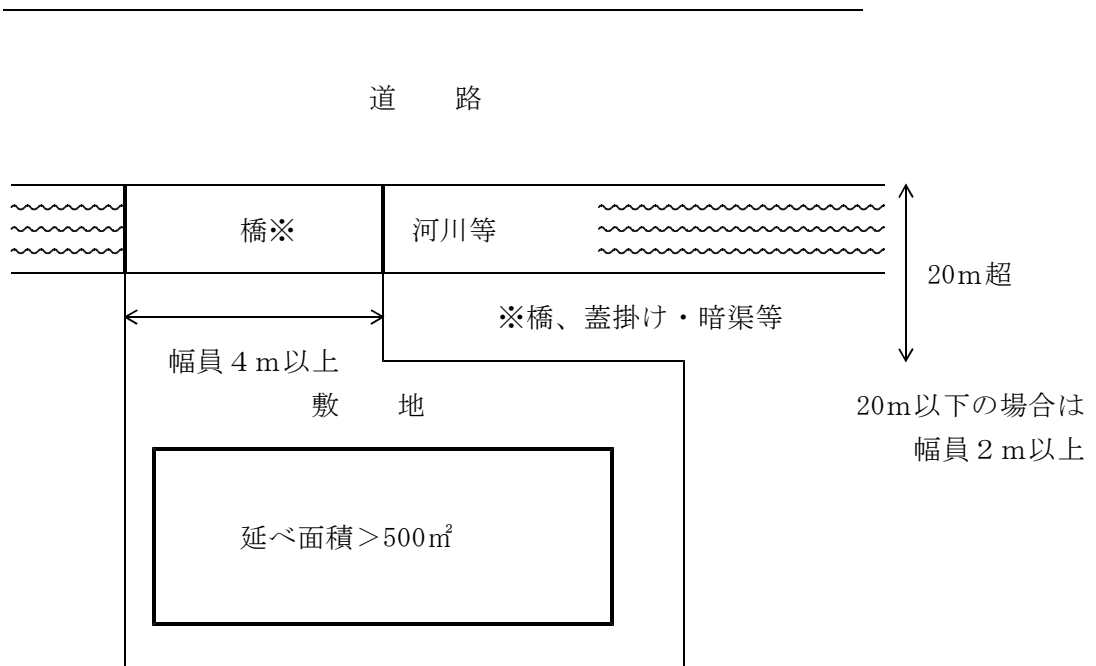 道　　路
橋※
河川等
20ｍ超
※橋、蓋掛け・暗渠等
幅員４ｍ以上
敷　　地
20ｍ以下の場合は
幅員２ｍ以上
延べ面積＞500㎡